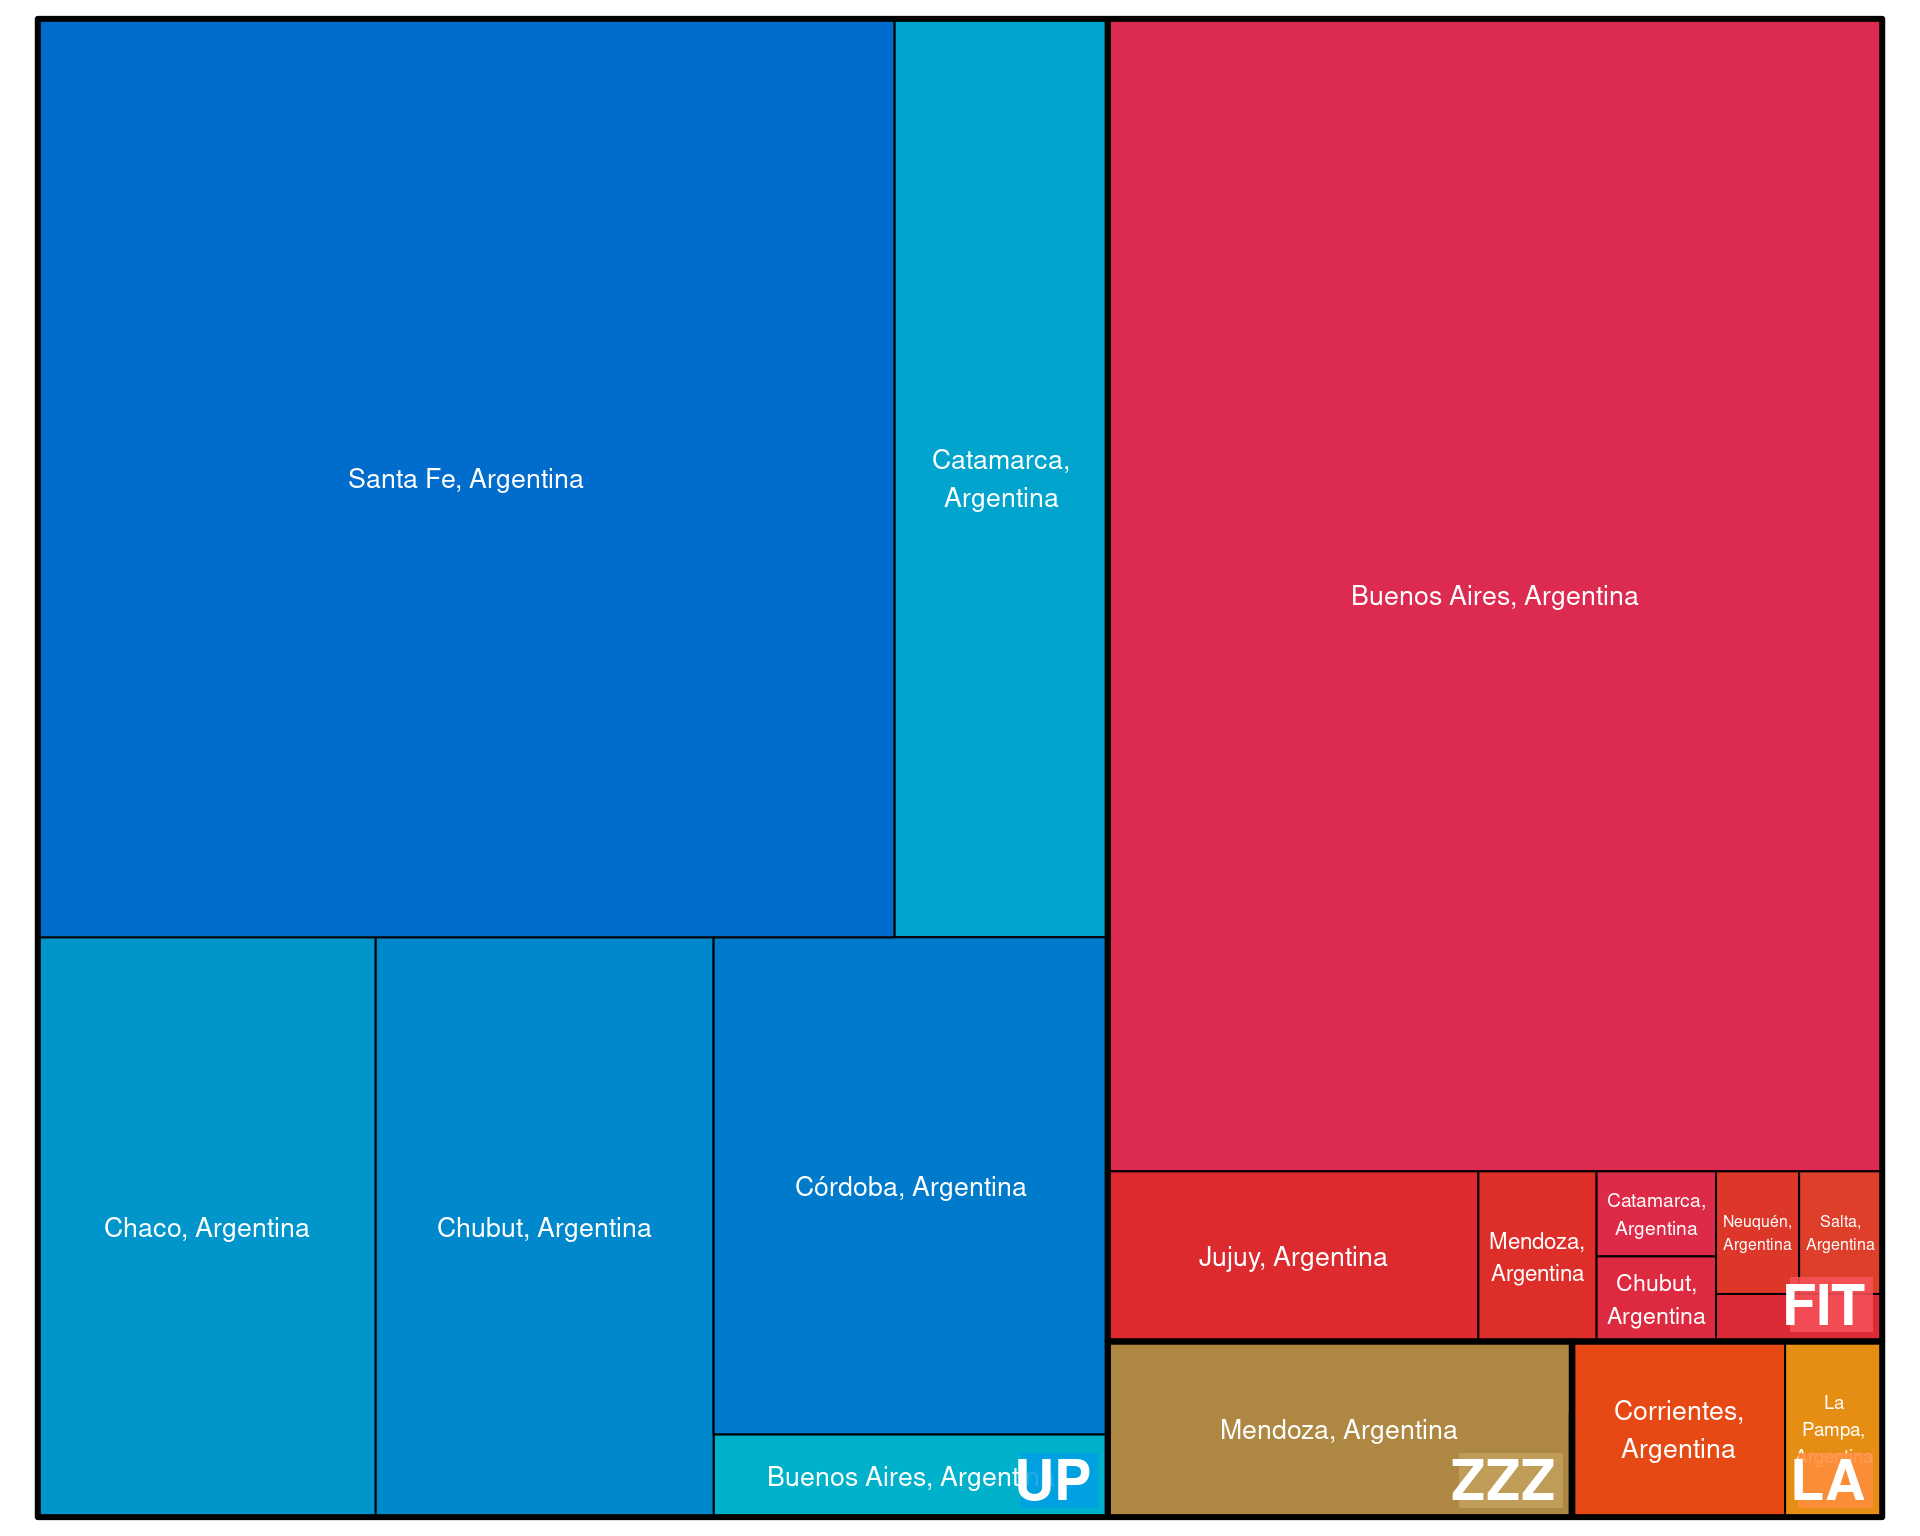 Santa Fe, Argentina
Catamarca,
Argentina
Buenos Aires, Argentina
Chaco, Argentina
Chubut, Argentina
Córdoba, Argentina
Buenos Aires, Argentina
UP
Jujuy, Argentina
Mendoza,
Argentina
Catamarca,
Argentina
Chubut,
Argentina
Neuquén,
Argentina
Salta,
Argentina
FIT
Mendoza, Argentina
ZZZ
Corrientes,
Argentina
La
Pampa,
Argentina
LA